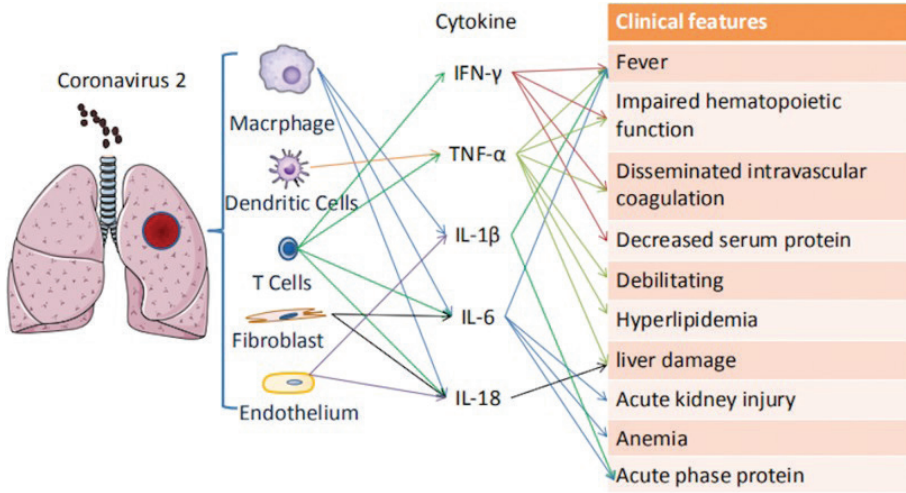 Coronavirus 2
Macrphage
Dendritic Cells
T Cells
Fibroblast
Endothelium
Cytokine
IFN-γ
TNF-α
IL-1β
IL-6
IL-18
Clinical features
Fever
Impaired hematopoietic
function
Disseminated intravascular
coagulation
Decreased serum protein
Debilitating
Hyperlipidemia
liver damage
Acute kidney injury
Anemia
Acute phase protein